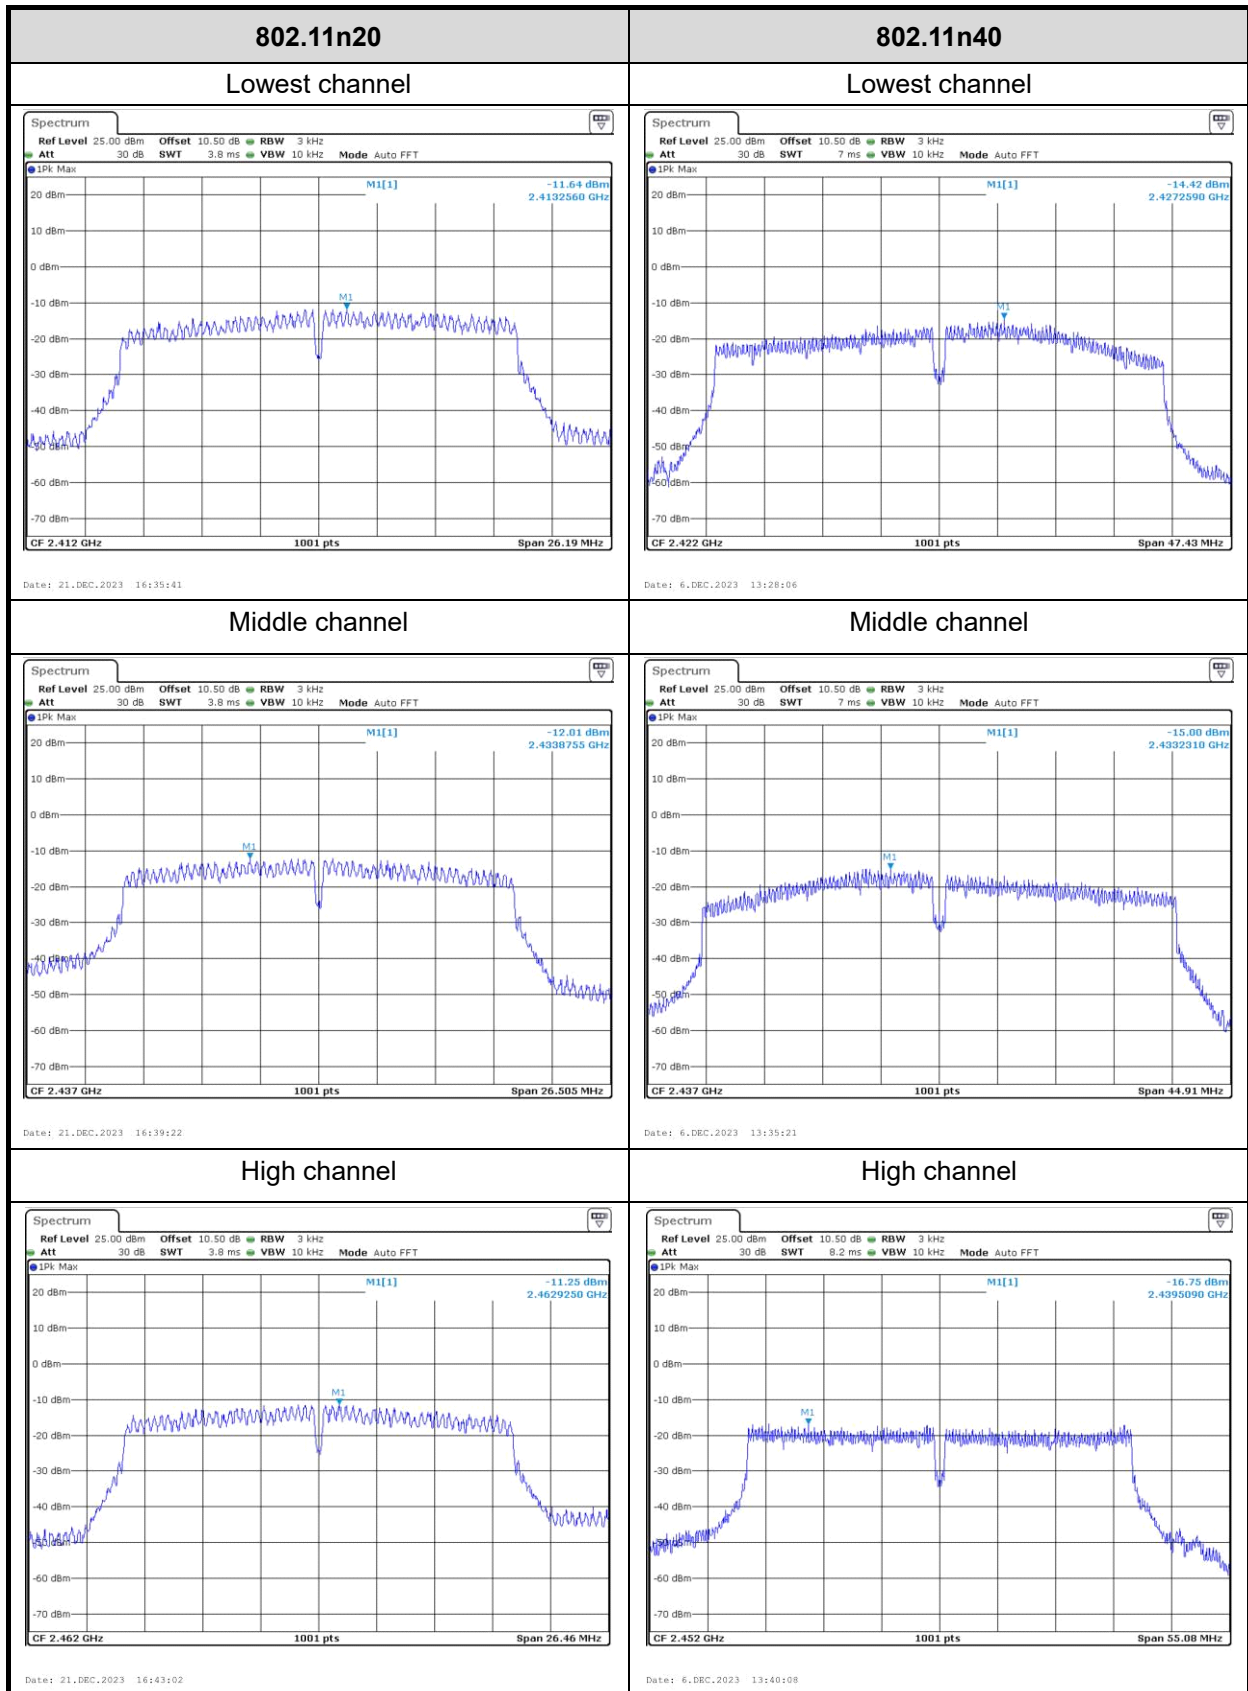 802.11n20
802.11n40
Lowest channel
Lowest channel
Spectrum
Ref Level 25.00 dBm Offset 10.50 dB RBW 3 kHz
Att 30 dB SWT 3.8 ms VBW 10 kHz Mode Auto FFT
1Pk Max
M1[1] -11.64 dBm
2.4132560 GHz
20 dBm
10 dBm
0 dBm
M1
-10 dBm
-20 dBm
-30 dBm
-40 dBm
-50 dBm
-60 dBm
-70 dBm
CF 2.412 GHz 1001 pts Span 26.19 MHz
Date: 21.DEC.2023 16:35:41
Spectrum
Ref Level 25.00 dBm Offset 10.50 dB RBW 3 kHz
Att 30 dB SWT 7 ms VBW 10 kHz Mode Auto FFT
1Pk Max
M1[1] -14.42 dBm
2.4272590 GHz
20 dBm
10 dBm
0 dBm
-10 dBm
M1
-20 dBm
-30 dBm
-40 dBm
-50 dBm
-60 dBm
-70 dBm
CF 2.422 GHz 1001 pts Span 47.43 MHz
Date: 6.DEC.2023 13:28:06
Middle channel
Middle channel
Spectrum
Ref Level 25.00 dBm Offset 10.50 dB RBW 3 kHz
Att 30 dB SWT 3.8 ms VBW 10 kHz Mode Auto FFT
1Pk Max
M1[1] -12.01 dBm
2.4338755 GHz
20 dBm
10 dBm
0 dBm
M1
-10 dBm
-20 dBm
-30 dBm
-40 dBm
-50 dBm
-60 dBm
-70 dBm
CF 2.437 GHz 1001 pts Span 26.505 MHz
Date: 21.DEC.2023 16:39:22
Spectrum
Ref Level 25.00 dBm Offset 10.50 dB RBW 3 kHz
Att 30 dB SWT 7 ms VBW 10 kHz Mode Auto FFT
1Pk Max
M1[1] -15.00 dBm
2.4332310 GHz
20 dBm
10 dBm
0 dBm
-10 dBm
M1
-20 dBm
-30 dBm
-40 dBm
-50 dBm
-60 dBm
-70 dBm
CF 2.437 GHz 1001 pts Span 44.91 MHz
Date: 6.DEC.2023 13:35:21
High channel
High channel
Spectrum
Ref Level 25.00 dBm Offset 10.50 dB RBW 3 kHz
Att 30 dB SWT 3.8 ms VBW 10 kHz Mode Auto FFT
1Pk Max
M1[1] -11.25 dBm
2.4629250 GHz
20 dBm
10 dBm
0 dBm
M1
-10 dBm
-20 dBm
-30 dBm
-40 dBm
-50 dBm
-60 dBm
-70 dBm
CF 2.462 GHz 1001 pts Span 26.46 MHz
Date: 21.DEC.2023 16:43:02
Spectrum
Ref Level 25.00 dBm Offset 10.50 dB RBW 3 kHz
Att 30 dB SWT 8.2 ms VBW 10 kHz Mode Auto FFT
1Pk Max
M1[1] -16.75 dBm
2.4395090 GHz
20 dBm
10 dBm
0 dBm
-10 dBm
M1
-20 dBm
-30 dBm
-40 dBm
-50 dBm
-60 dBm
-70 dBm
CF 2.452 GHz 1001 pts Span 55.08 MHz
Date: 6.DEC.2023 13:40:08